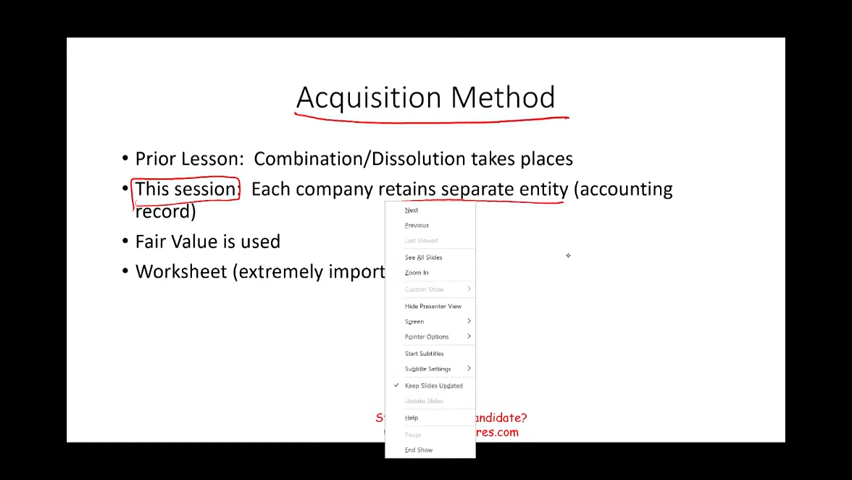 Acquisition Method
• Prior Lesson: Combination/Dissolution takes places
• This session: Each company retains separate entity (accounting
record)
• Fair Value is used
• Worksheet (extremely import
Next
Previous
Last Viewed
See All Slides
Zoom In
Custom Show
Hide Presenter View
Screen
Pointer Options
Start Subtitles
Subtitle Settings
Keep Slides Updated
Update Slides
Help
Pause
End Show
andidate?
res.com